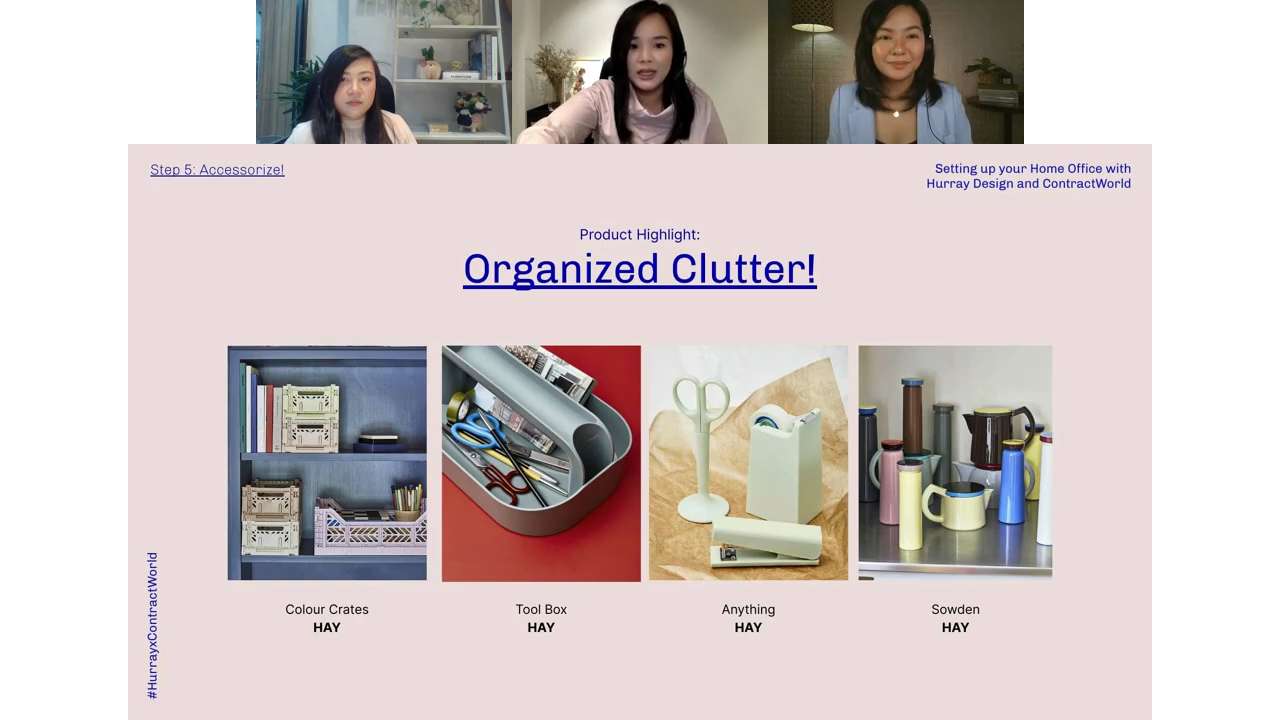 Step 5: Accessorize!
Setting up your Home Office with
Hurray Design and ContractWorld
Product Highlight:
Organized Clutter!
Colour Crates
HAY
Tool Box
HAY
Anything
HAY
Sowden
HAY
#HurrayxContractWorld